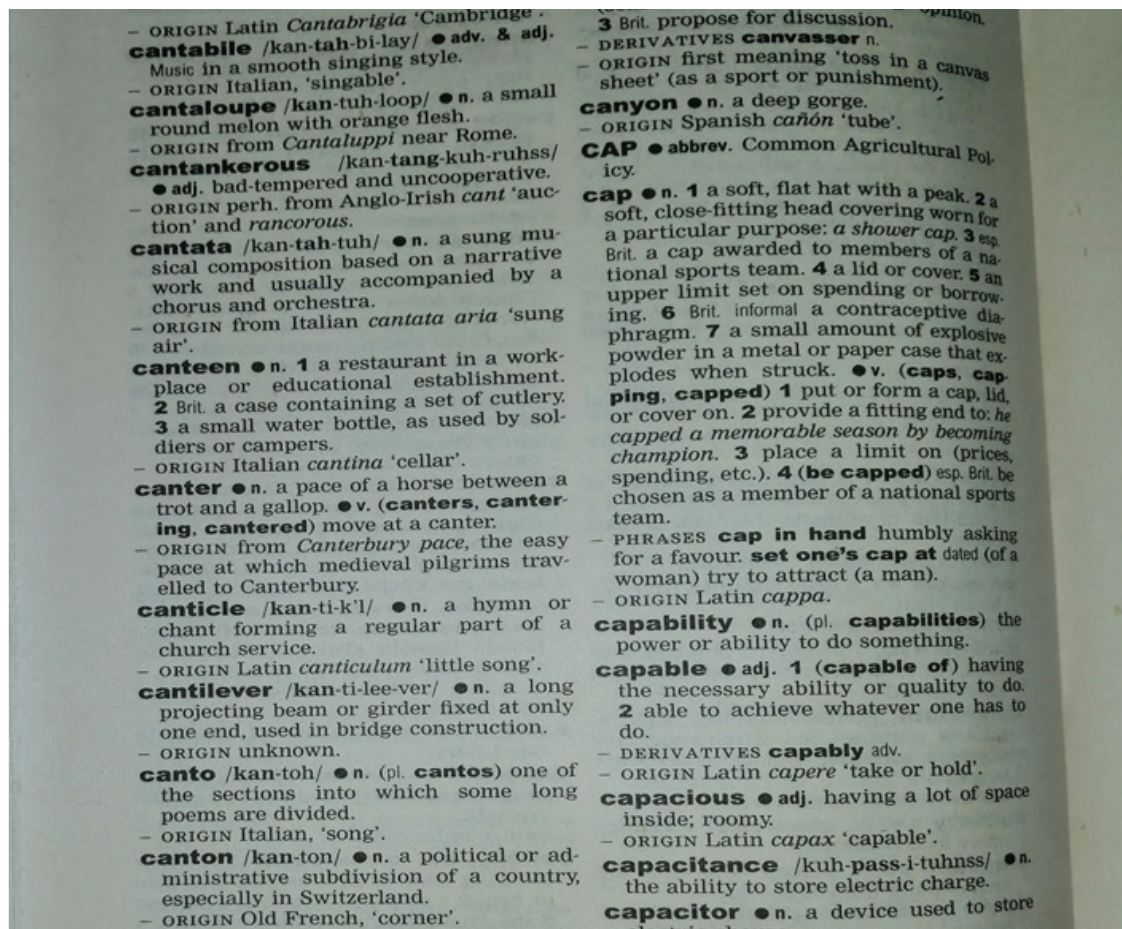 – ORIGIN Latin Cantabrigia ‘Cambridge’.
cantabile /kan-tah-bi-lay/ ● adv. & adj.
Music in a smooth singing style.
– ORIGIN Italian, ‘singable’.
cantaloupe /kan-tuh-loop/ ● n. a small
round melon with orange flesh.
– ORIGIN from Cantaluppi near Rome.
cantankerous /kan-tang-kuh-ruhss/
● adj. bad-tempered and uncooperative.
– ORIGIN perh. from Anglo-Irish cant ‘auc-
tion’ and rancorous.
cantata /kan-tah-tuh/ ● n. a sung mu-
sical composition based on a narrative
work and usually accompanied by a
chorus and orchestra.
– ORIGIN from Italian cantata aria ‘sung
air’.
canteen ● n. 1 a restaurant in a work-
place or educational establishment.
2 Brit. a case containing a set of cutlery.
3 a small water bottle, as used by sol-
diers or campers.
– ORIGIN Italian cantina ‘cellar’.
canter ● n. a pace of a horse between a
trot and a gallop. ● v. (canters, canter-
ing, cantered) move at a canter.
– ORIGIN from Canterbury pace, the easy
pace at which medieval pilgrims trav-
elled to Canterbury.
canticle /kan-ti-k’l/ ● n. a hymn or
chant forming a regular part of a
church service.
– ORIGIN Latin canticulum ‘little song’.
cantilever /kan-ti-lee-ver/ ● n. a long
projecting beam or girder fixed at only
one end, used in bridge construction.
– ORIGIN unknown.
canto /kan-toh/ ● n. (pl. cantos) one of
the sections into which some long
poems are divided.
– ORIGIN Italian, ‘song’.
canton /kan-ton/ ● n. a political or ad-
ministrative subdivision of a country,
especially in Switzerland.
– ORIGIN Old French, ‘corner’.
opinion.
3 Brit. propose for discussion.
– DERIVATIVES canvasser n.
– ORIGIN first meaning ‘toss in a canvas
sheet’ (as a sport or punishment).
canyon ● n. a deep gorge.
– ORIGIN Spanish cañón ‘tube’.
CAP ● abbrev. Common Agricultural Pol-
icy.
cap ● n. 1 a soft, flat hat with a peak. 2 a
soft, close-fitting head covering worn for
a particular purpose: a shower cap. 3 esp.
Brit. a cap awarded to members of a na-
tional sports team. 4 a lid or cover. 5 an
upper limit set on spending or borrow-
ing. 6 Brit. informal a contraceptive dia-
phragm. 7 a small amount of explosive
powder in a metal or paper case that ex-
plodes when struck. ● v. (caps, cap-
ping, capped) 1 put or form a cap, lid,
or cover on. 2 provide a fitting end to: he
capped a memorable season by becoming
champion. 3 place a limit on (prices,
spending, etc.). 4 (be capped) esp. Brit. be
chosen as a member of a national sports
team.
– PHRASES cap in hand humbly asking
for a favour. set one’s cap at dated (of a
woman) try to attract (a man).
– ORIGIN Latin cappa.
capability ● n. (pl. capabilities) the
power or ability to do something.
capable ● adj. 1 (capable of) having
the necessary ability or quality to do.
2 able to achieve whatever one has to
do.
– DERIVATIVES capably adv.
– ORIGIN Latin capere ‘take or hold’.
capacious ● adj. having a lot of space
inside; roomy.
– ORIGIN Latin capax ‘capable’.
capacitance /kuh-pass-i-tuhnss/ ● n.
the ability to store electric charge.
capacitor ● n. a device used to store